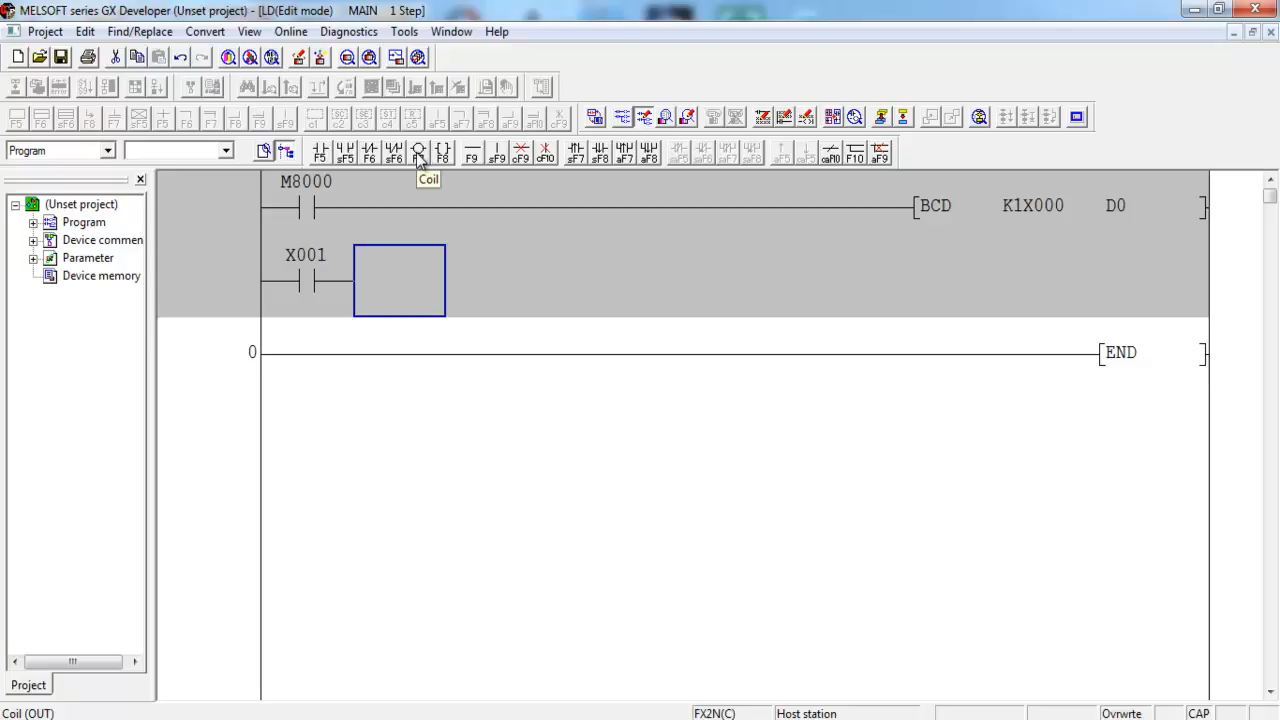 MELSOFT series GX Developer (Unset project) - [LD(Edit mode)   MAIN   1 Step]
Project Edit Find/Replace Convert View Online Diagnostics Tools Window Help
F5 sF5 F6 sF6 F8 F9 sF9 cF9 cF10 sF7 sF8 aF7 aF8 caF10 F10 aF9
Program
Coil
(Unset project)
Program
Device commen
Parameter
Device memory
Project
M8000
BCD K1X000 D0
X001
0
END
Coil (OUT)
FX2N(C)
Host station
Ovrwrte
CAP